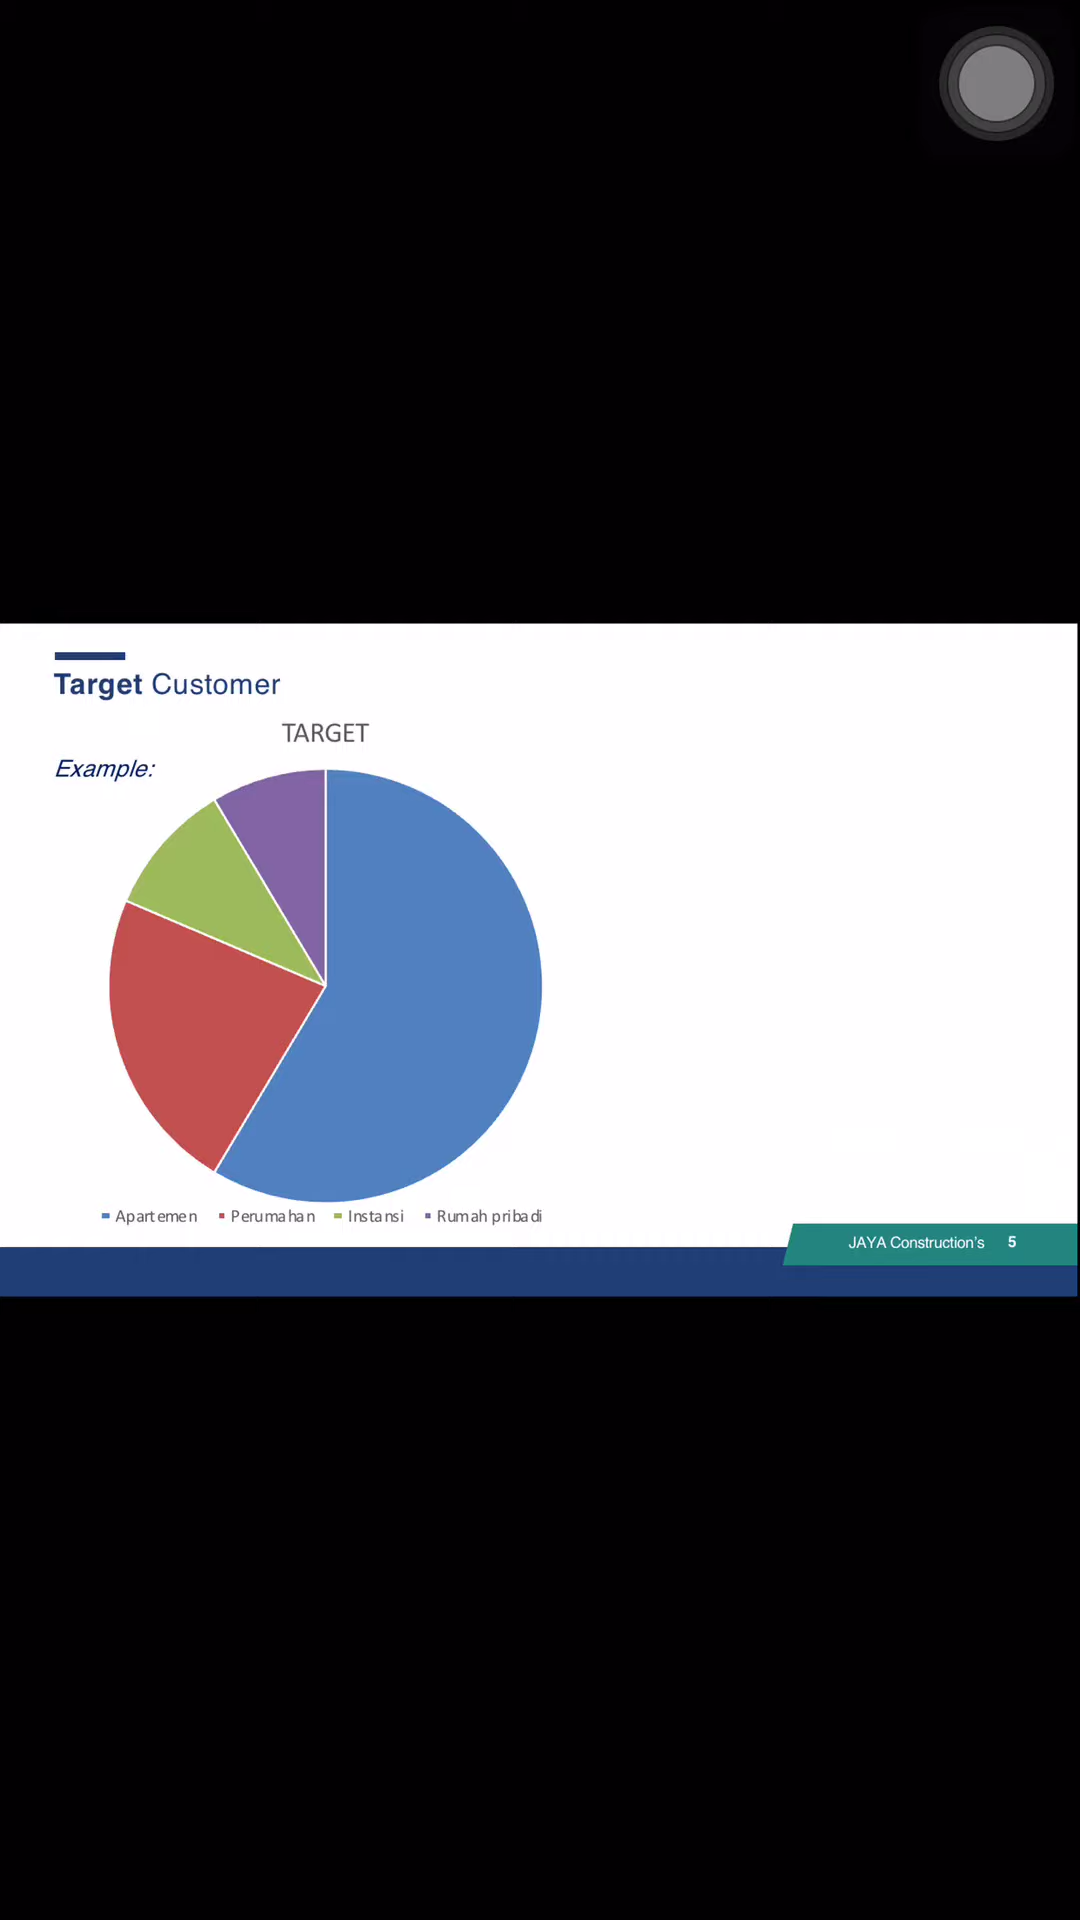 Target Customer
TARGET
Example:
Apartemen Perumahan Instansi Rumah pribadi
JAYA Construction's 5